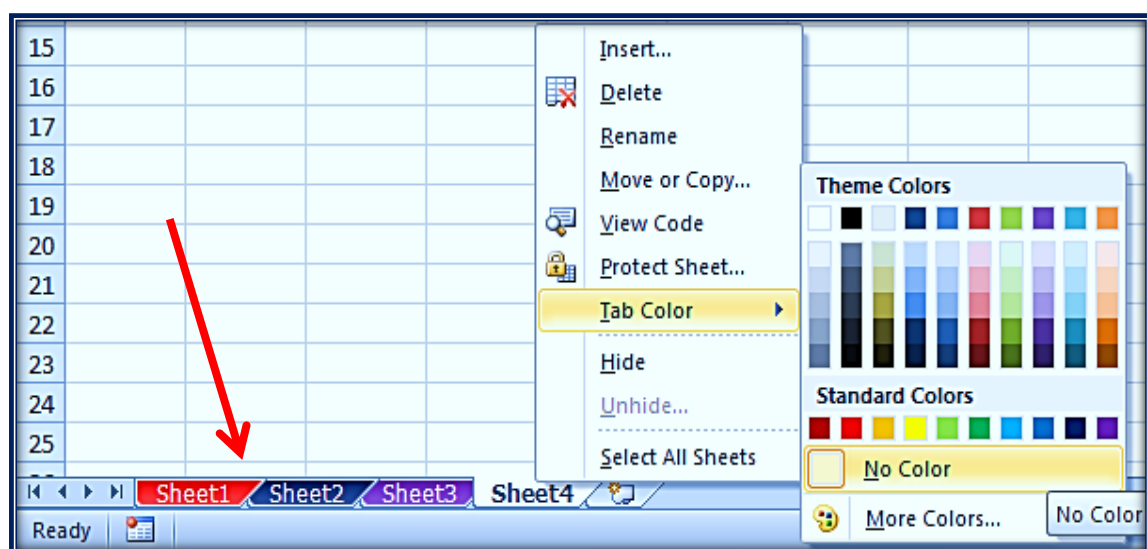 15
16
17
18
19
20
21
22
23
24
25
Insert...
Delete
Rename
Move or Copy...
View Code
Protect Sheet...
Tab Color
Hide
Unhide...
Select All Sheets
Theme Colors
Standard Colors
No Color
More Colors...
No Color
Sheet1 Sheet2 Sheet3 Sheet4
Ready